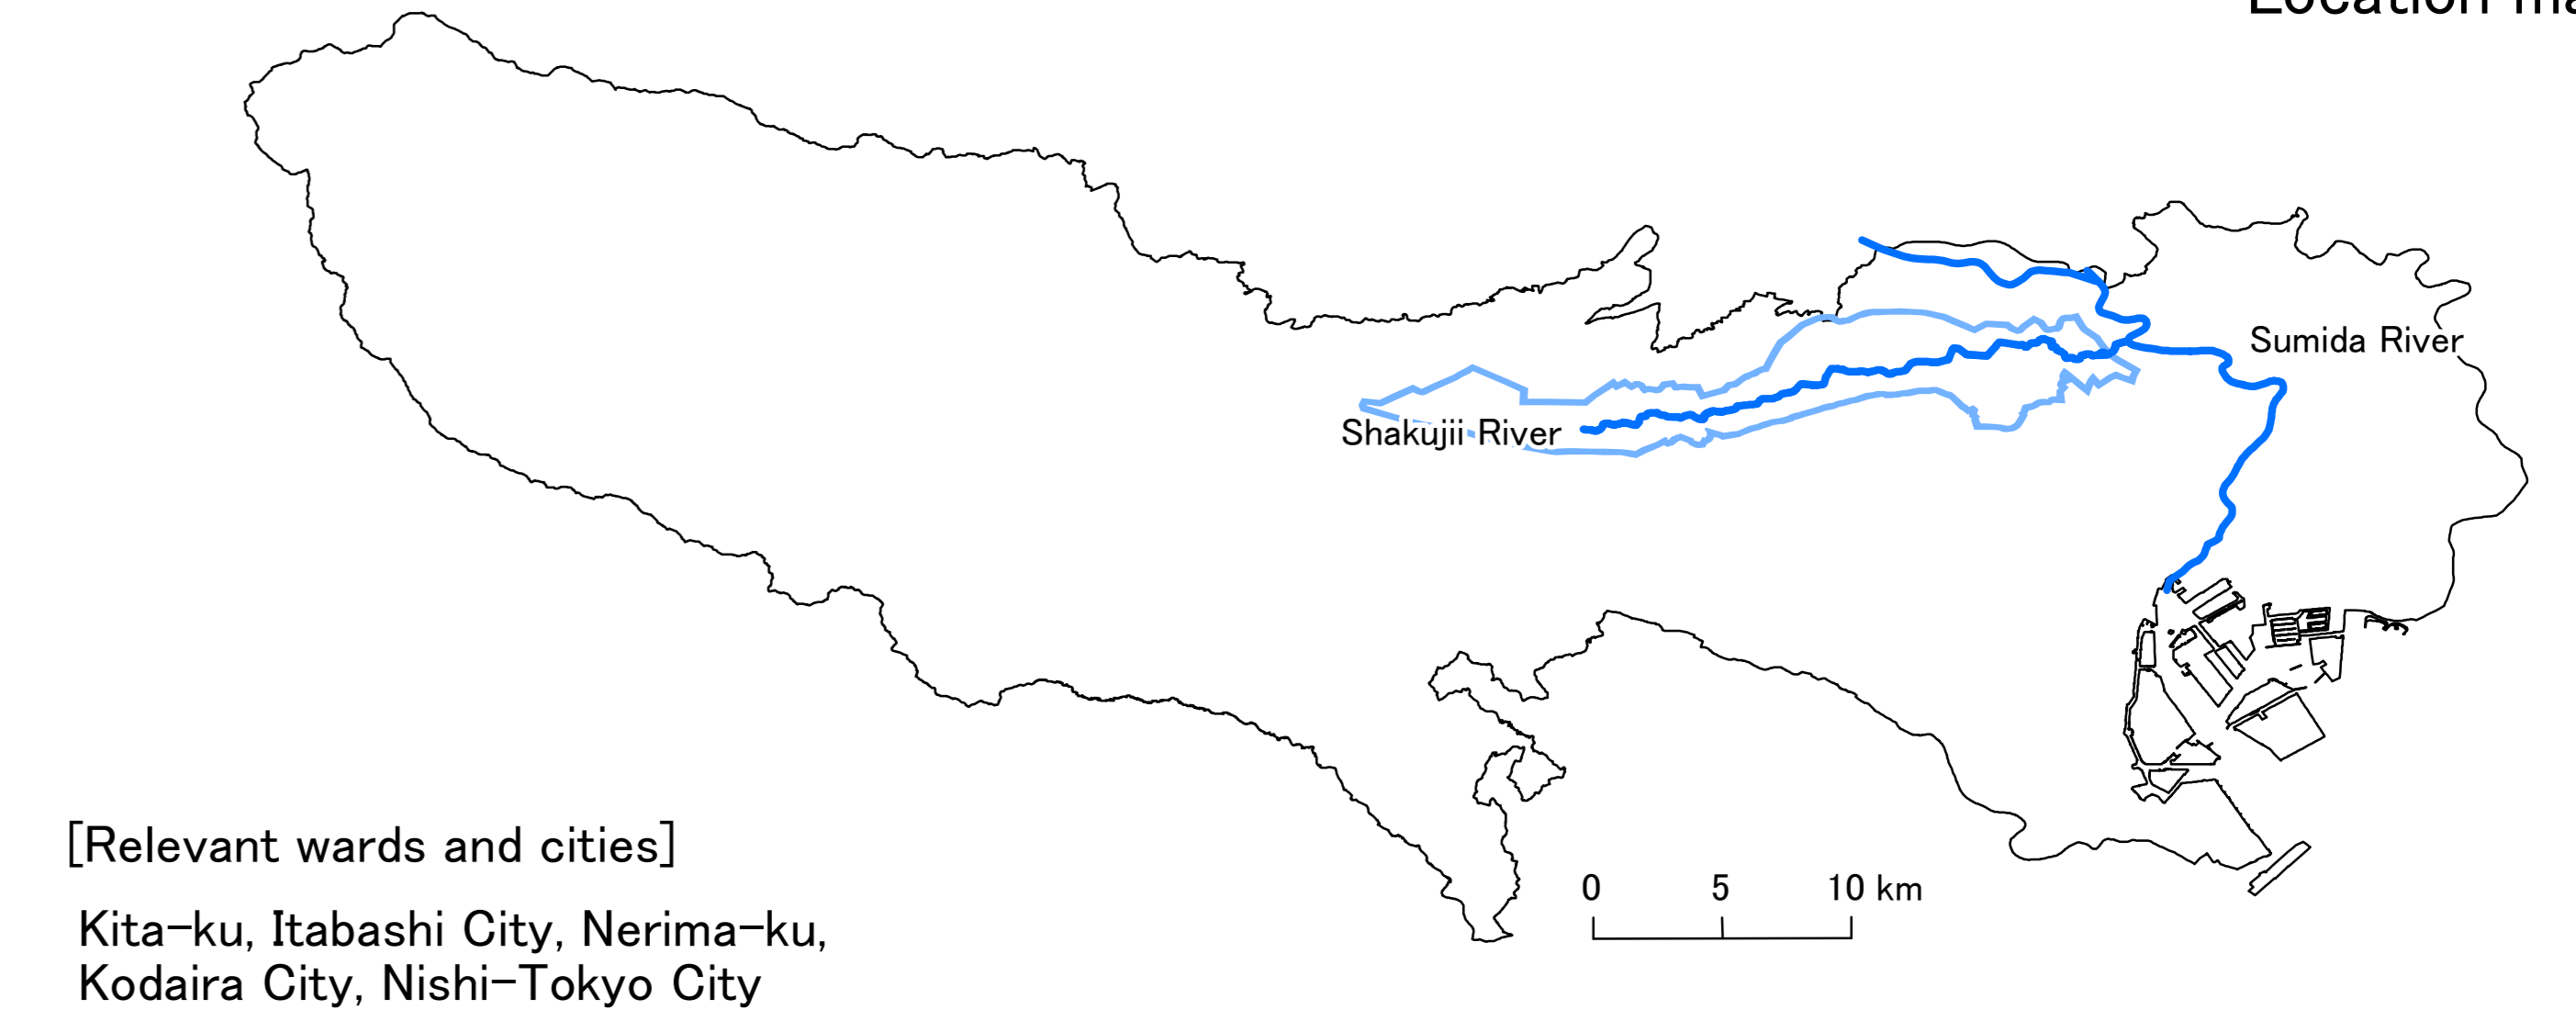 Location
Sumida River
Shakujii River
0 5 10 km
[Relevant wards and cities]
Kita-ku, Itabashi City, Nerima-ku,
Kodaira City, Nishi-Tokyo City